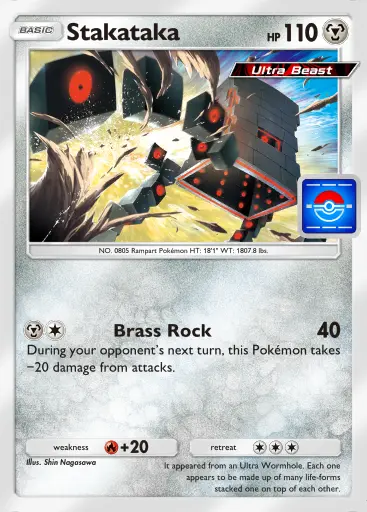 BASIC Stakataka HP 110
Ultra Beast
NO. 0805 Rampart Pokémon HT: 18'1" WT: 1807.8 lbs.
Brass Rock 40
During your opponent's next turn, this Pokémon takes
−20 damage from attacks.
weakness +20 retreat
Illus. Shin Nagasawa
It appeared from an Ultra Wormhole. Each one
appears to be made up of many life-forms
stacked one on top of each other.